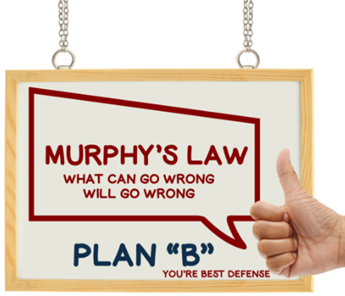 MURPHY'S LAW
WHAT CAN GO WRONG
WILL GO WRONG
PLAN “B”
YOU'RE BEST DEFENSE